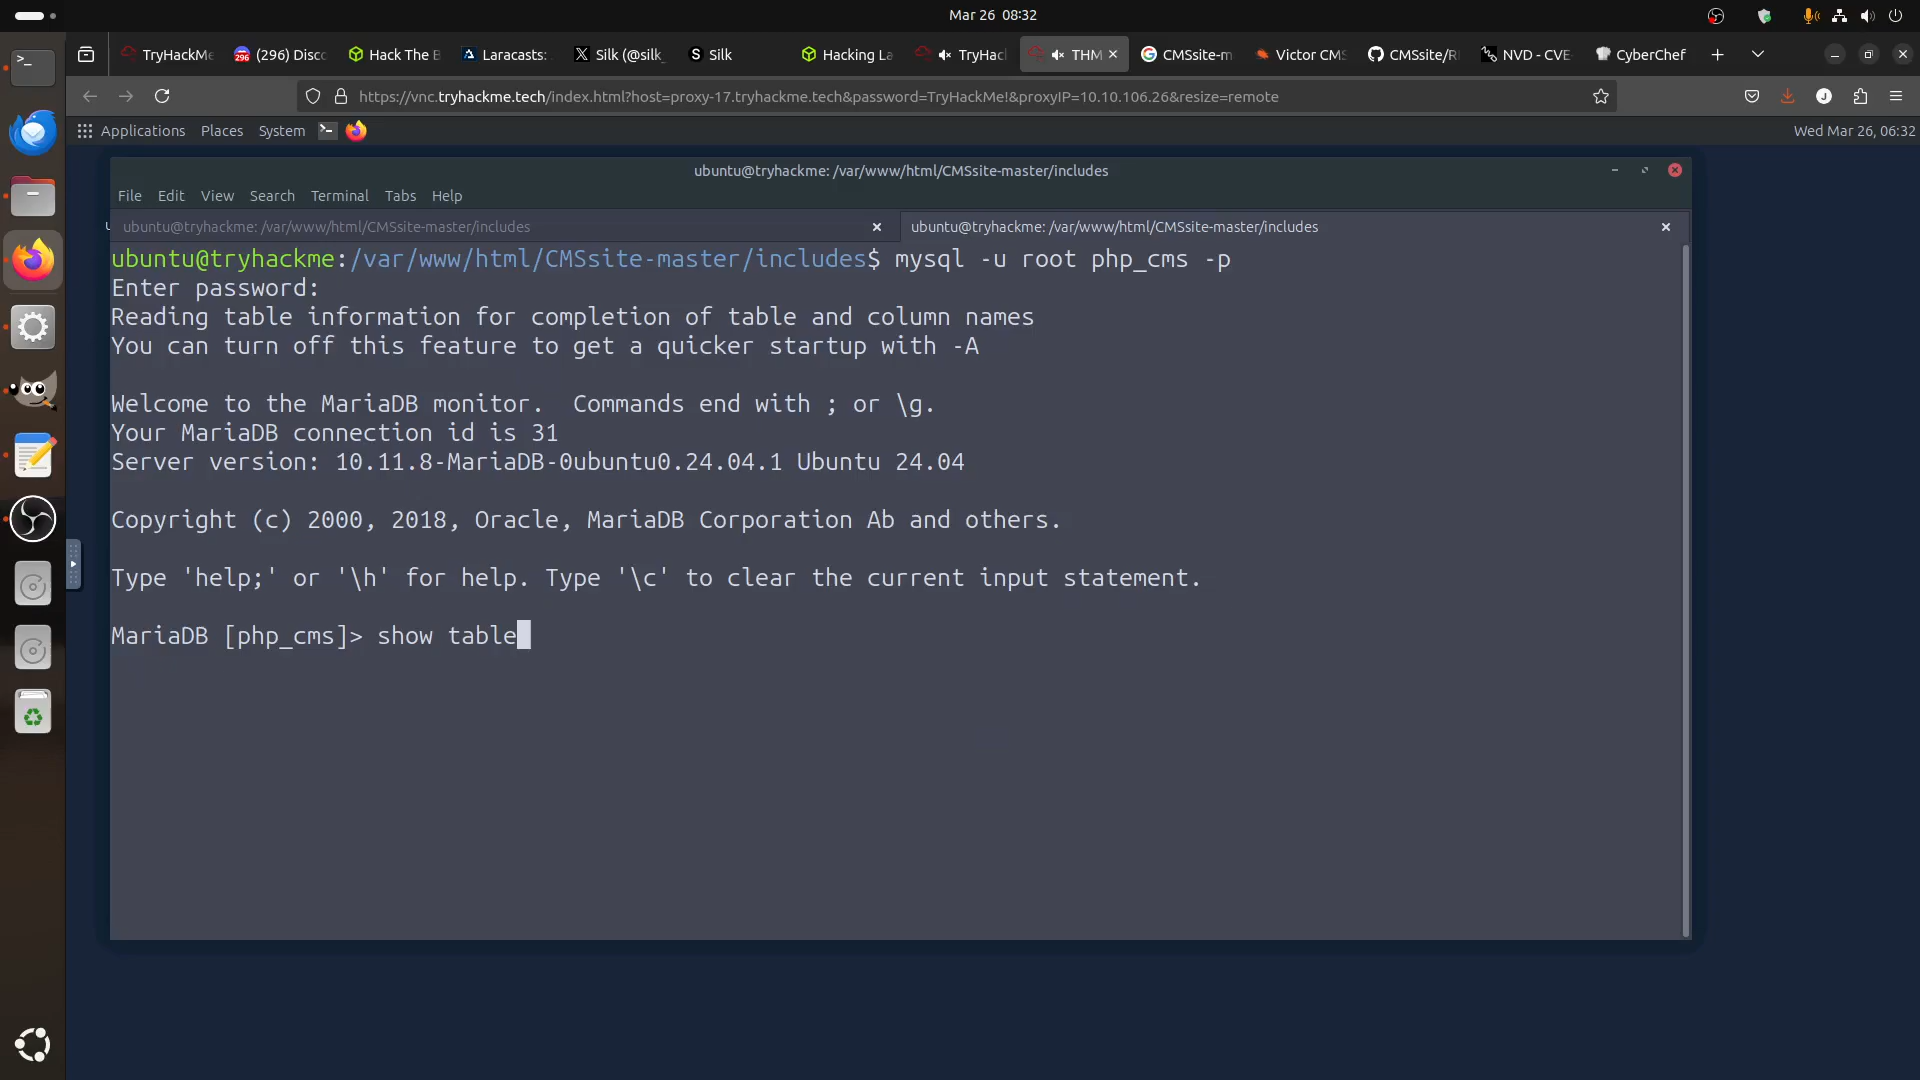 Mar 26 08:32
TryHackMe
(296) Disco
Hack The B
Laracasts:
Silk (@silk_
Silk
Hacking La
TryHac
THM
CMSsite-m
Victor CMS
CMSsite/R
NVD - CVE-
CyberChef
https://vnc.tryhackme.tech/index.html?host=proxy-17.tryhackme.tech&password=TryHackMe!&proxyIP=10.10.106.26&resize=remote
Applications Places System
Wed Mar 26, 06:32
ubuntu@tryhackme: /var/www/html/CMSsite-master/includes
File Edit View Search Terminal Tabs Help
ubuntu@tryhackme: /var/www/html/CMSsite-master/includes
ubuntu@tryhackme: /var/www/html/CMSsite-master/includes
ubuntu@tryhackme:/var/www/html/CMSsite-master/includes$ mysql -u root php_cms -p
Enter password:
Reading table information for completion of table and column names
You can turn off this feature to get a quicker startup with -A
Welcome to the MariaDB monitor.  Commands end with ; or \g.
Your MariaDB connection id is 31
Server version: 10.11.8-MariaDB-0ubuntu0.24.04.1 Ubuntu 24.04
Copyright (c) 2000, 2018, Oracle, MariaDB Corporation Ab and others.
Type 'help;' or '\h' for help. Type '\c' to clear the current input statement.
MariaDB [php_cms]> show table